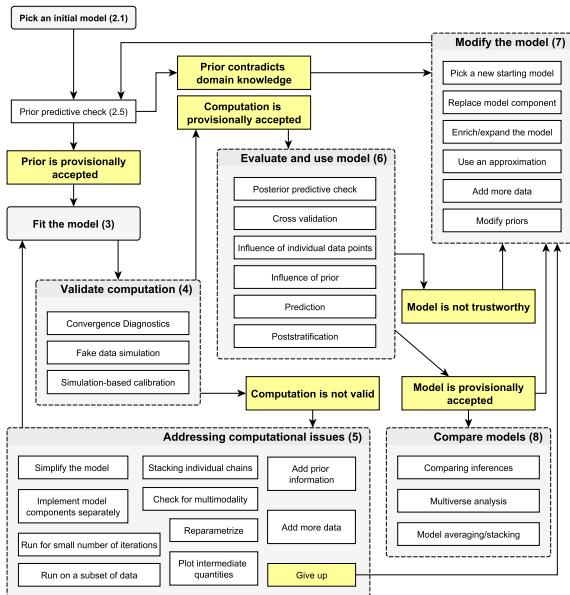 Pick an initial model (2.1)
Prior predictive check (2.5)
Prior is provisionally
accepted
Fit the model (3)
Prior contradicts
domain knowledge
Computation is
provisionally accepted
Modify the model (7)
Pick a new starting model
Replace model component
Enrich/expand the model
Use an approximation
Add more data
Modify priors
Evaluate and use model (6)
Posterior predictive check
Cross validation
Influence of individual data points
Influence of prior
Prediction
Poststratification
Validate computation (4)
Convergence Diagnostics
Fake data simulation
Simulation-based calibration
Model is not trustworthy
Computation is not valid
Model is provisionally
accepted
Addressing computational issues (5)
Simplify the model
Implement model
components separately
Run for small number of iterations
Run on a subset of data
Stacking individual chains
Check for multimodality
Reparametrize
Plot intermediate
quantities
Add prior
information
Add more data
Give up
Compare models (8)
Comparing inferences
Multiverse analysis
Model averaging/stacking